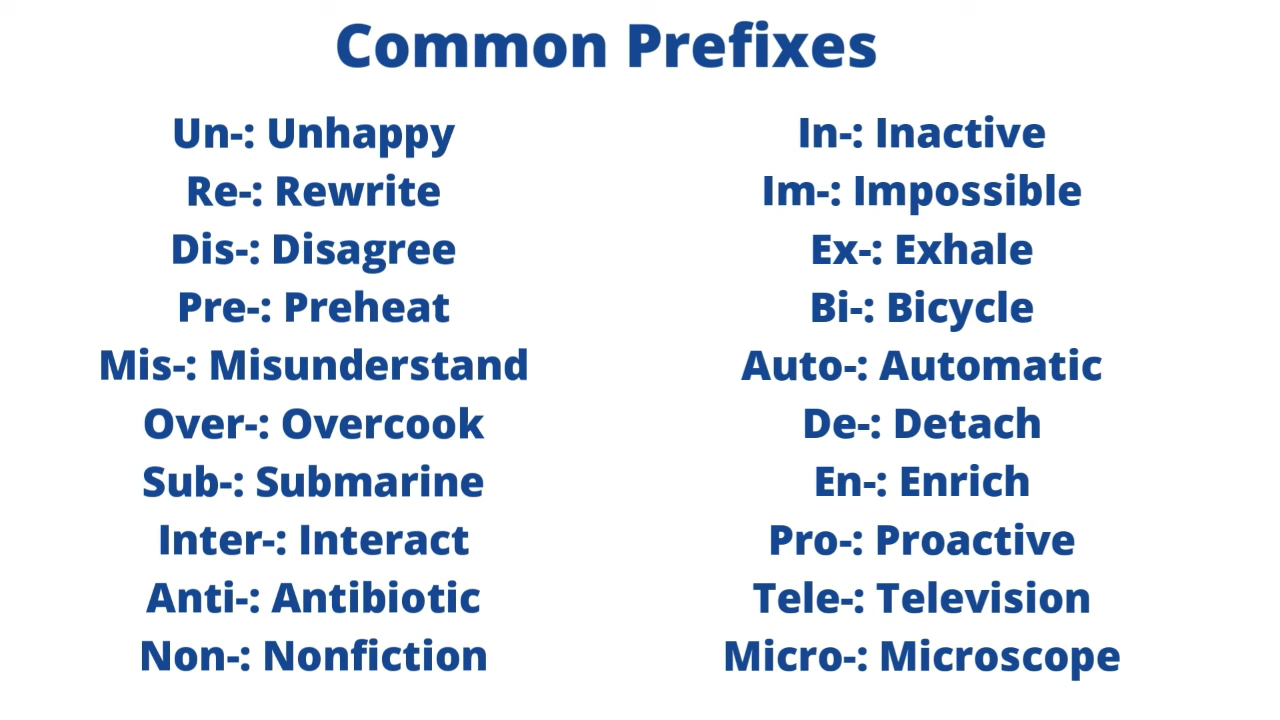 Common Prefixes
Un-: Unhappy
Re-: Rewrite
Dis-: Disagree
Pre-: Preheat
Mis-: Misunderstand
Over-: Overcook
Sub-: Submarine
Inter-: Interact
Anti-: Antibiotic
Non-: Nonfiction
In-: Inactive
Im-: Impossible
Ex-: Exhale
Bi-: Bicycle
Auto-: Automatic
De-: Detach
En-: Enrich
Pro-: Proactive
Tele-: Television
Micro-: Microscope